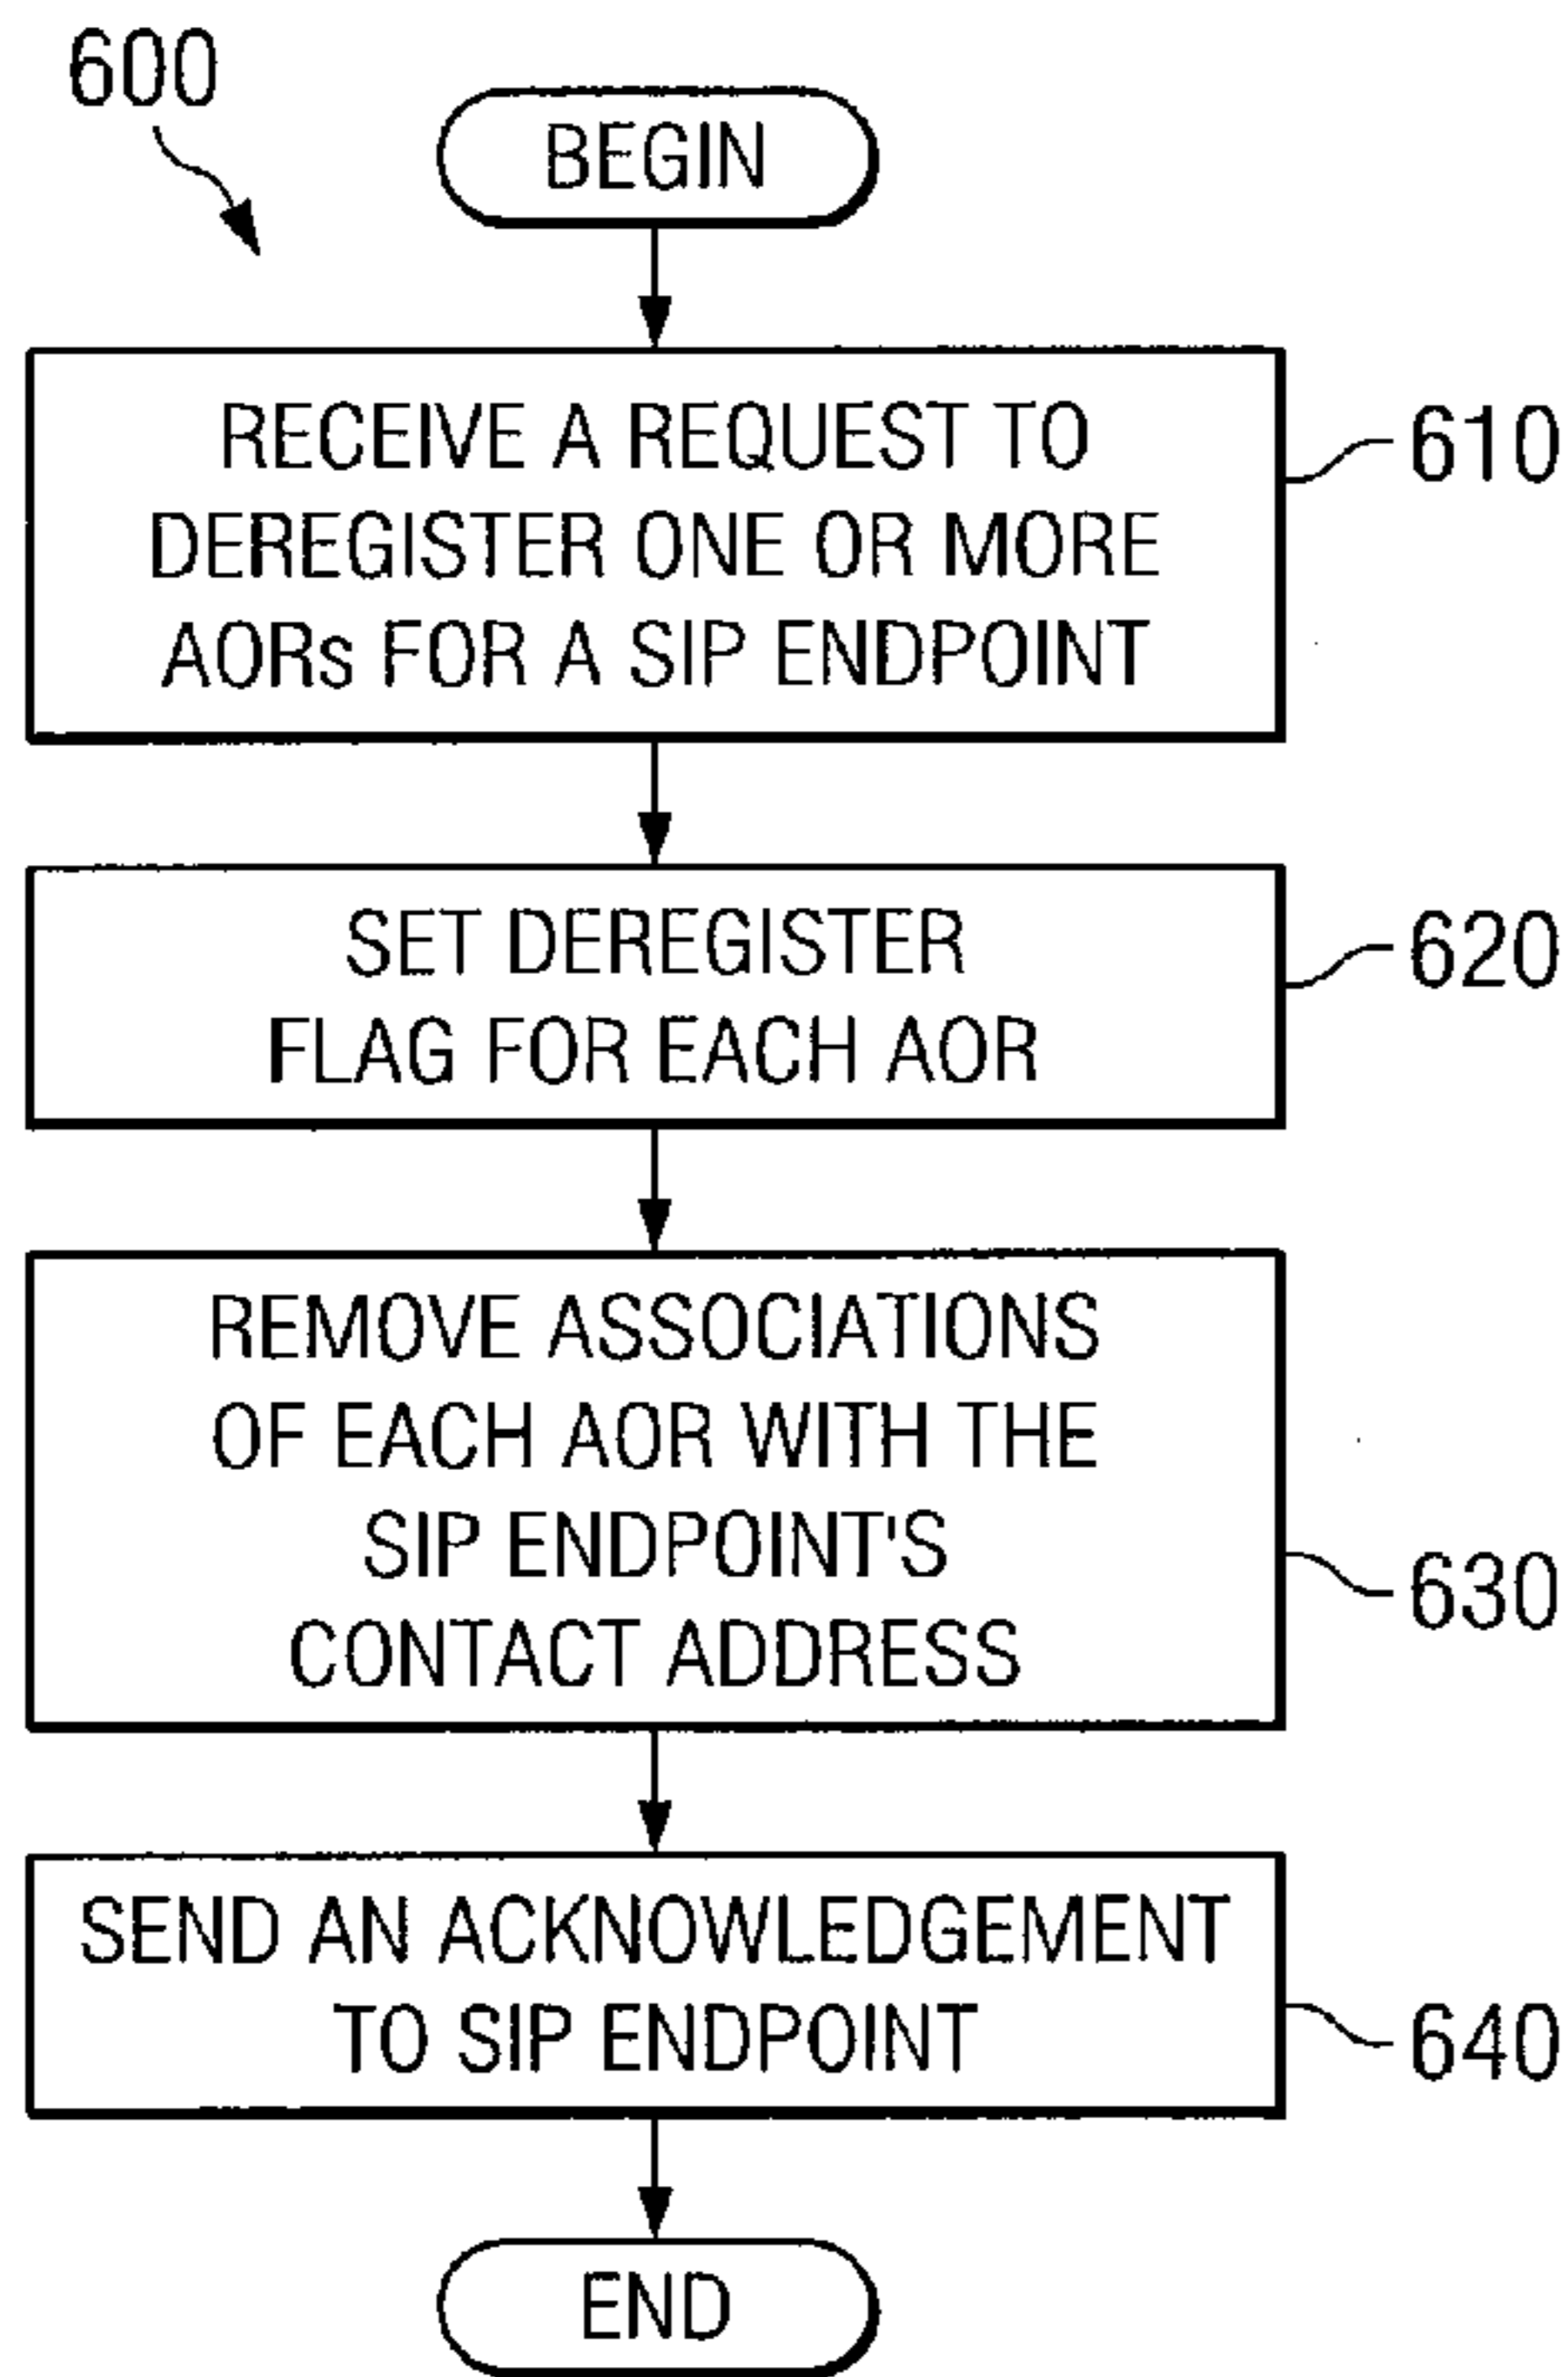 600
BEGIN
RECEIVE A REQUEST TO
DEREGISTER ONE OR MORE
AORs FOR A SIP ENDPOINT
610
SET DEREGISTER
FLAG FOR EACH AOR
620
REMOVE ASSOCIATIONS
OF EACH AOR WITH THE
SIP ENDPOINT'S
CONTACT ADDRESS
630
SEND AN ACKNOWLEDGEMENT
TO SIP ENDPOINT
640
END